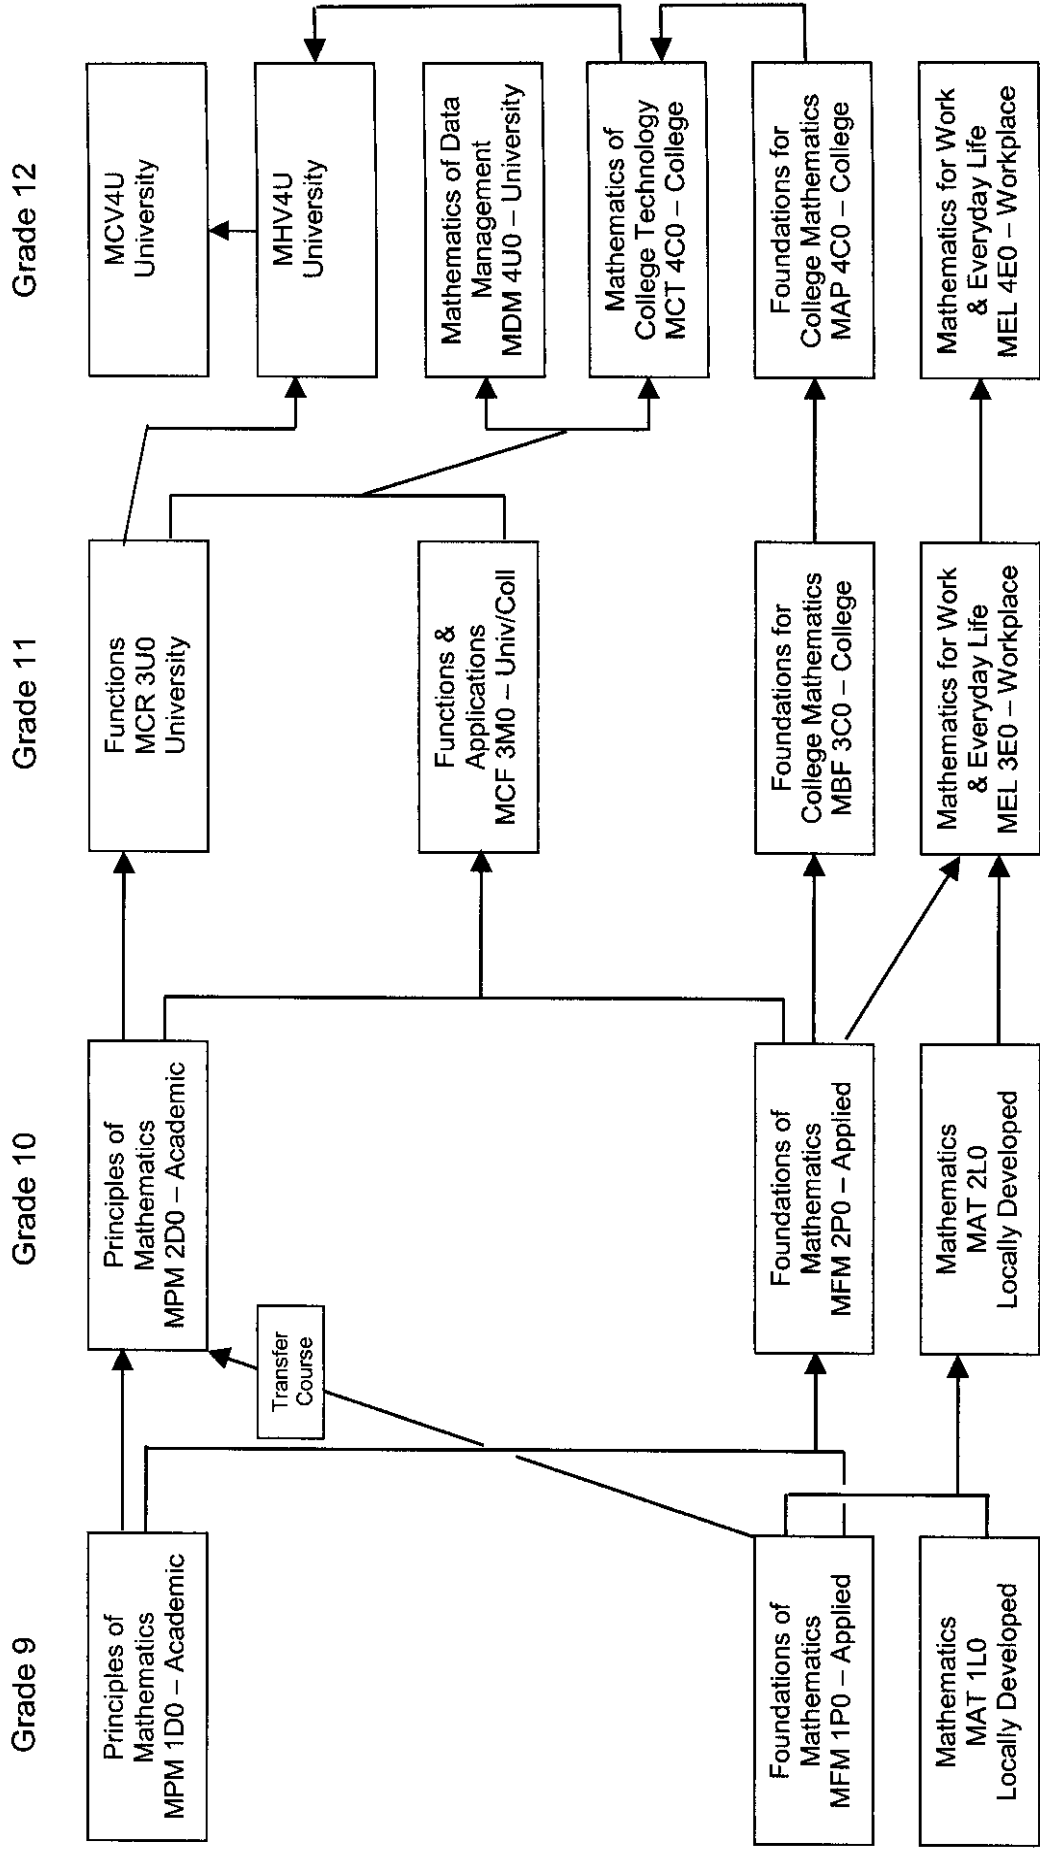 Grade 9
Grade 10
Grade 11
Grade 12
Principles of
Mathematics
MPM 1D0 – Academic
Principles of
Mathematics
MPM 2D0 – Academic
Functions
MCR 3U0
University
MCV4U
University
Transfer
Course
MHV4U
University
Functions &
Applications
MCF 3M0 – Univ/Coll
Mathematics of Data
Management
MDM 4U0 – University
Mathematics of
College Technology
MCT 4C0 – College
Foundations of
Mathematics
MFM 1P0 – Applied
Foundations of
Mathematics
MFM 2P0 – Applied
Foundations for
College Mathematics
MBF 3C0 – College
Foundations for
College Mathematics
MAP 4C0 – College
Mathematics
MAT 1L0
Locally Developed
Mathematics
MAT 2L0
Locally Developed
Mathematics for Work
& Everyday Life
MEL 3E0 – Workplace
Mathematics for Work
& Everyday Life
MEL 4E0 – Workplace